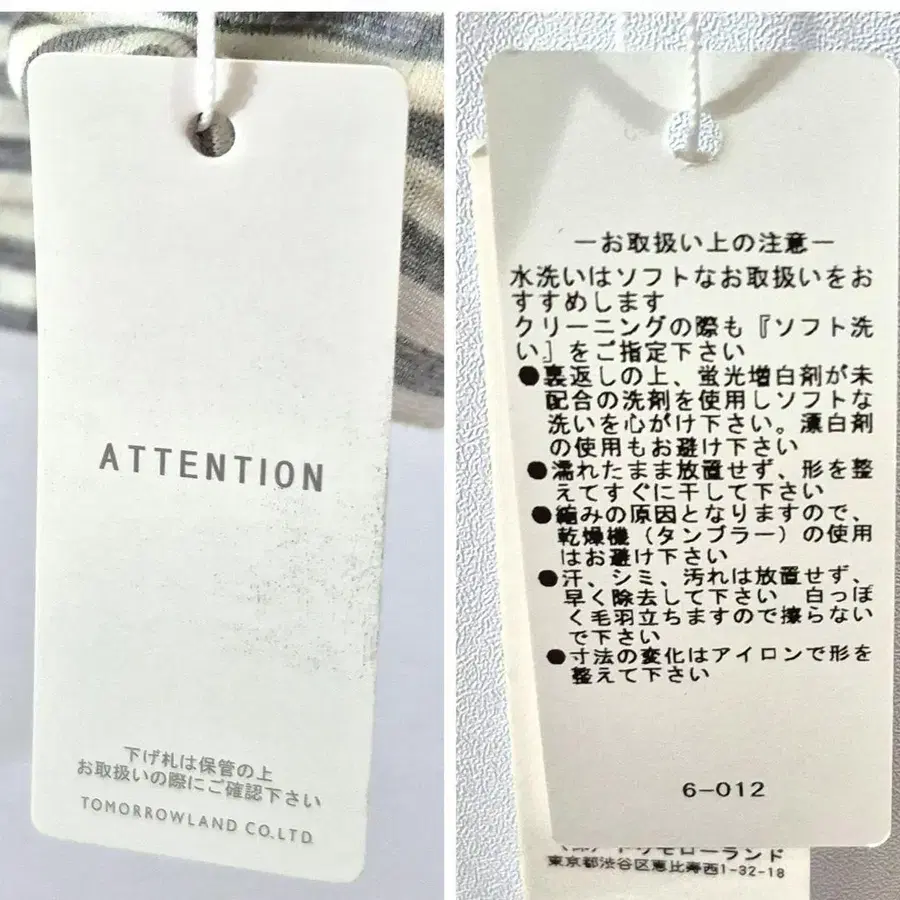 ATTENTION
下げ札は保管の上
お取扱いの際にご確認下さい
TOMORROWLAND CO.,LTD.
ーお取扱い上の注意ー
水洗いはソフトなお取扱いをお
すすめします
クリーニングの際も『ソフト洗
い』をご指定下さい
●裏返しの上、蛍光増白剤が未
配合の洗剤を使用しソフトな
洗いを心がけ下さい。漂白剤
の使用もお避け下さい
●濡れたまま放置せず、形を整
えてすぐに干して下さい
●縮みの原因となりますので、
乾燥機(タンブラー)の使用
はお避け下さい
●汗、シミ、汚れは放置せず、
早く除去して下さい 白っぽ
く毛羽立ちますので擦らない
で下さい
●寸法の変化はアイロンで形を
整えて下さい
6-012
トゥモローランド
東京都渋谷区恵比寿西1-32-18